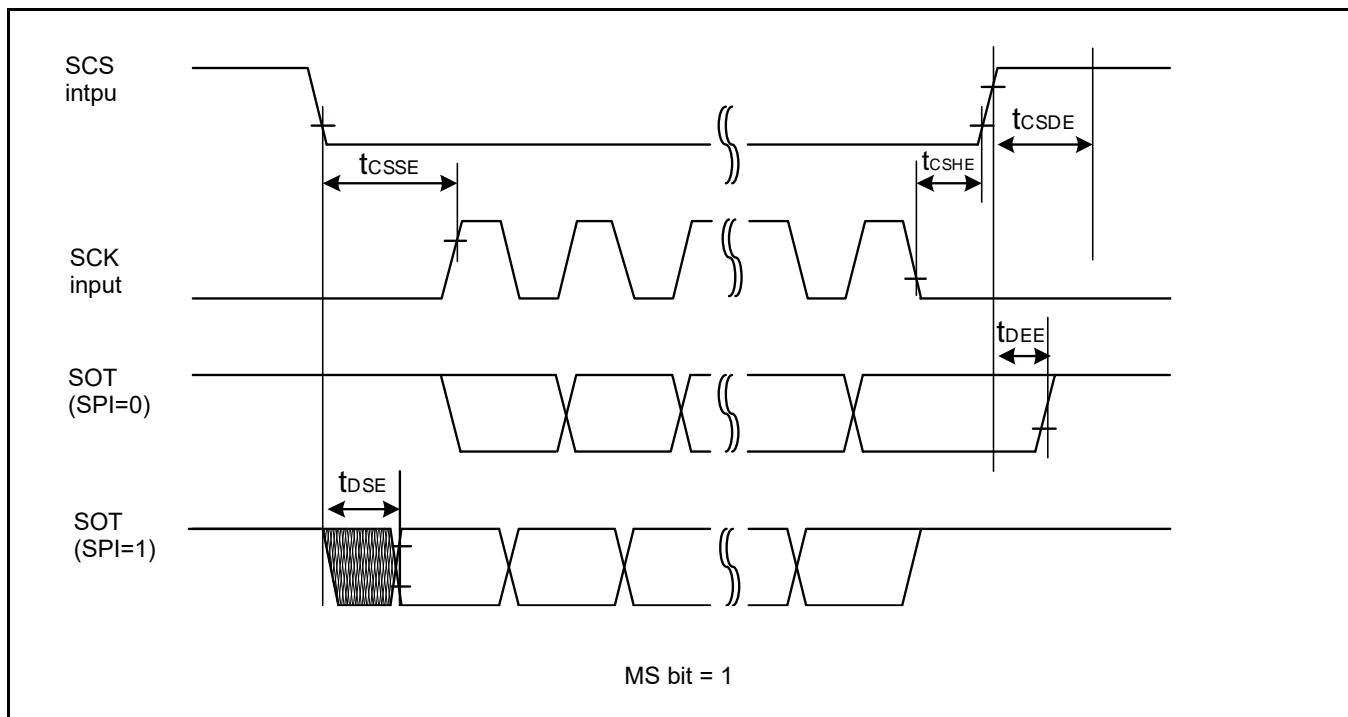 SCS
intpu
tCSDE
tCSSE
tCSHE
SCK
input
tDEE
SOT
(SPI=0)
tDSE
SOT
(SPI=1)
MS bit = 1